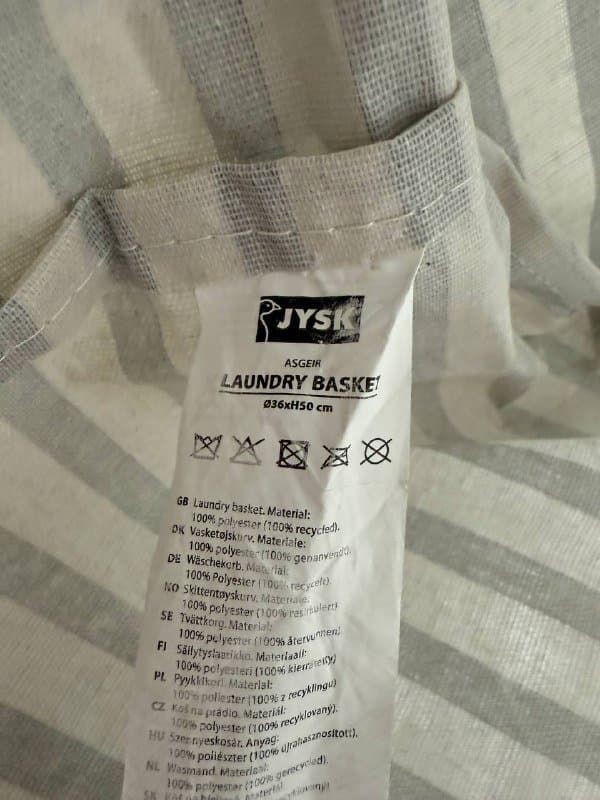 JYSK
ASGEIR
LAUNDRY BASKET
Ø36xH50 cm
GB Laundry basket. Material:
100% polyester (100% recycled).
DK Vasketøjskurv. Materiale:
100% polyester (100% genanvendt).
DE Wäschekorb. Material:
100% Polyester (100% recycelt).
NO Skittentøyskurv. Materiale:
100% polyester (100% resirkulert).
SE Tvättkorg. Material:
100% polyester (100% återvunnen).
FI Säilytyslaatikko. Materiaali:
100% polyesteri (100% kierrätetty)
PL Pyykkikori. Material:
100% poliester (100% z recyklingu)
CZ Koš na prádlo. Materiál:
100% polyester (100% recyklovaný).
HU Szennyeskosár. Anyag:
100% poliészter (100% újrahasznosított).
NL Wasmand. Materiaal:
100% polyester (100% gerecycled).
SK Kôš na